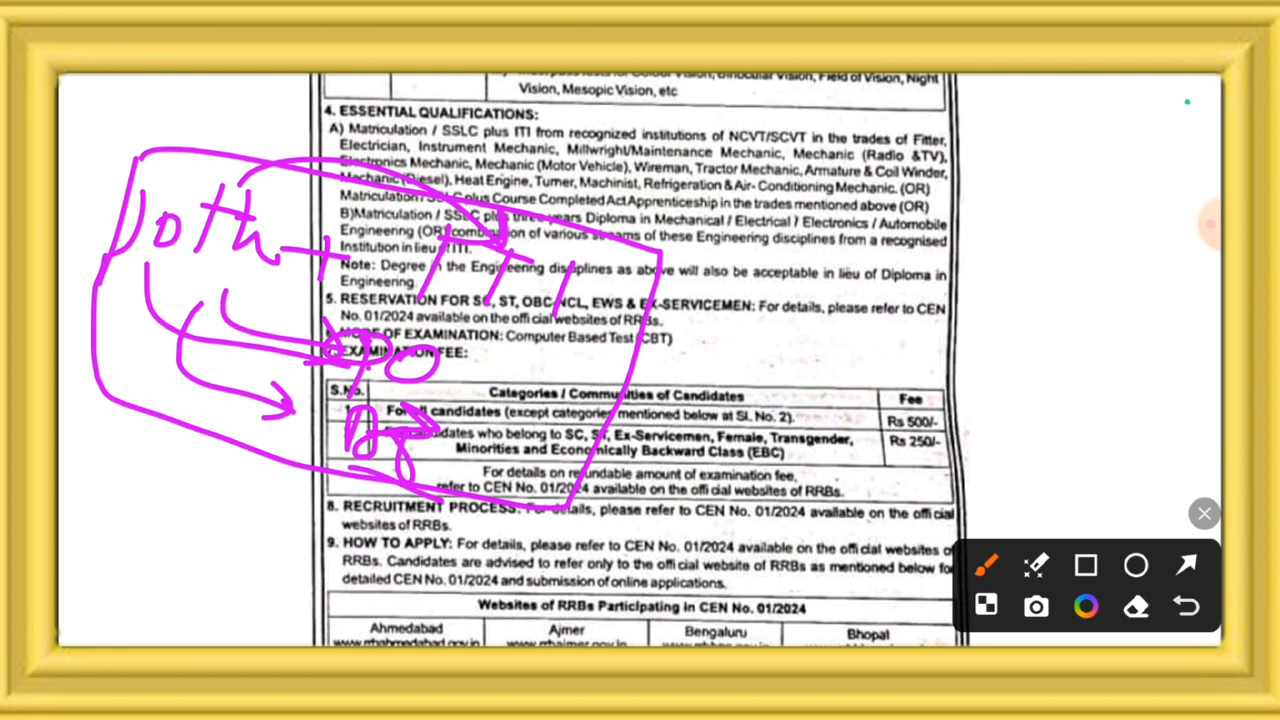 Vision, Mesopic Vision, etc
4. ESSENTIAL QUALIFICATIONS:
A) Matriculation / SSLC plus ITI from recognized institutions of NCVT/SCVT in the trades of Fitter,
Electrician, Instrument Mechanic, Millwright/Maintenance Mechanic, Mechanic (Radio &TV),
Electronics Mechanic, Mechanic (Motor Vehicle), Wireman, Tractor Mechanic, Armature & Coil Winder,
Mechanic (Diesel), Heat Engine, Turner, Machinist, Refrigeration & Air- Conditioning Mechanic. (OR)
Matriculation / SSLC plus Course Completed Act Apprenticeship in the trades mentioned above (OR)
B)Matriculation / SSLC plus three years Diploma in Mechanical / Electrical / Electronics / Automobile
Engineering (OR) combination of various streams of these Engineering disciplines from a recognised
Institution in lieu of ITI.
Note: Degree in the Engineering disciplines as above will also be acceptable in lieu of Diploma in
Engineering.
10th + ITI
5. RESERVATION FOR SC, ST, OBC-NCL, EWS & EX-SERVICEMEN: For details, please refer to CEN
No. 01/2024 available on the official websites of RRBs.
MODE OF EXAMINATION: Computer Based Test (CBT)
EXAMINATION FEE:
S.No. Categories / Communities of Candidates Fee
1 For all candidates (except categories mentioned below at Sl. No. 2). Rs 500/-
candidates who belong to SC, ST, Ex-Servicemen, Female, Transgender, Rs 250/-
Minorities and Economically Backward Class (EBC)
For details on refundable amount of examination fee,
refer to CEN No. 01/2024 available on the official websites of RRBs.
8. RECRUITMENT PROCESS: For details, please refer to CEN No. 01/2024 available on the official
websites of RRBs.
9. HOW TO APPLY: For details, please refer to CEN No. 01/2024 available on the official websites of
RRBs. Candidates are advised to refer only to the official website of RRBs as mentioned below for
detailed CEN No. 01/2024 and submission of online applications.
Websites of RRBs Participating in CEN No. 01/2024
Ahmedabad Ajmer Bengaluru Bhopal